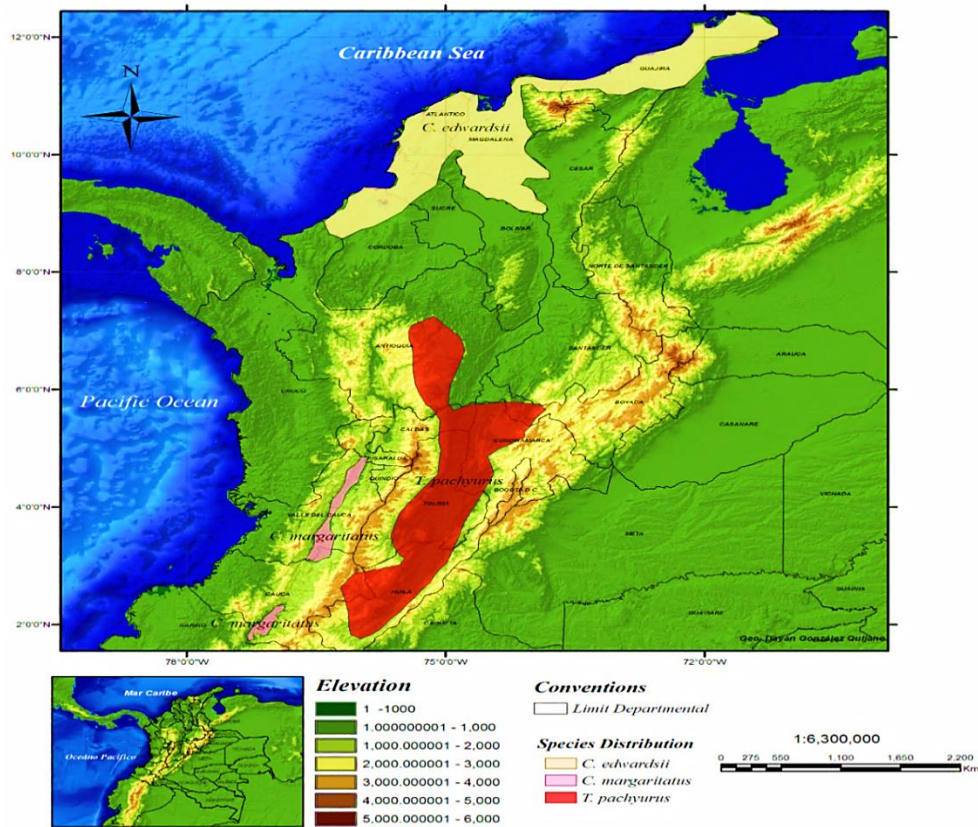 12°0'0"N
10°0'0"N
8°0'0"N
6°0'0"N
4°0'0"N
2°0'0"N
Caribbean Sea
N
GUAJIRA
ATLANTICO
C. edwardsii
MAGDALENA
CESAR
SUCRE
BOLIVAR
CORDOBA
NORTE DE SANTANDER
ANTIOQUIA
SANTANDER
ARAUCA
Pacific Ocean
CHOCO
BOYACA
CALDAS
CASANARE
CUNDINAMARCA
RISARALDA
QUINDIO
T. pachyurus
TOLIMA
VICHADA
VALLE DEL CAUCA
C. margaritatus
META
HUILA
CAUCA
GUAINIA
GUAVIARE
NARIÑO
C. margaritatus
CAQUETA
Geo. Dayan González Quijano
78°0'0"W
75°0'0"W
72°0'0"W
Mar Caribe
Oceano Pacifico
Elevation
1 -1000
1.000000001 - 1,000
1,000.000001 - 2,000
2,000.000001 - 3,000
3,000.000001 - 4,000
4,000.000001 - 5,000
5,000.000001 - 6,000
Conventions
Limit Departmental
Species Distribution
C. edwardsii
C. margaritatus
T. pachyurus
1:6,300,000
0 275 550 1,100 1,650 2,200
Km